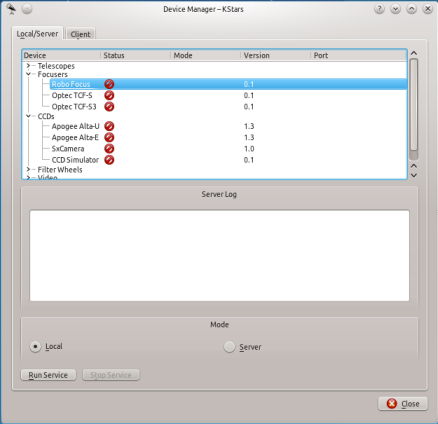 Device Manager – KStars
Local/Server Client
Device Status Mode Version Port
Telescopes
Focusers
Robo Focus 0.1
Optec TCF-S 0.1
Optec TCF-S3 0.1
CCDs
Apogee Alta-U 1.3
Apogee Alta-E 1.3
SxCamera 1.0
CCD Simulator 0.1
Filter Wheels
Video
Server Log
Mode
Local Server
Run Service Stop Service
Close